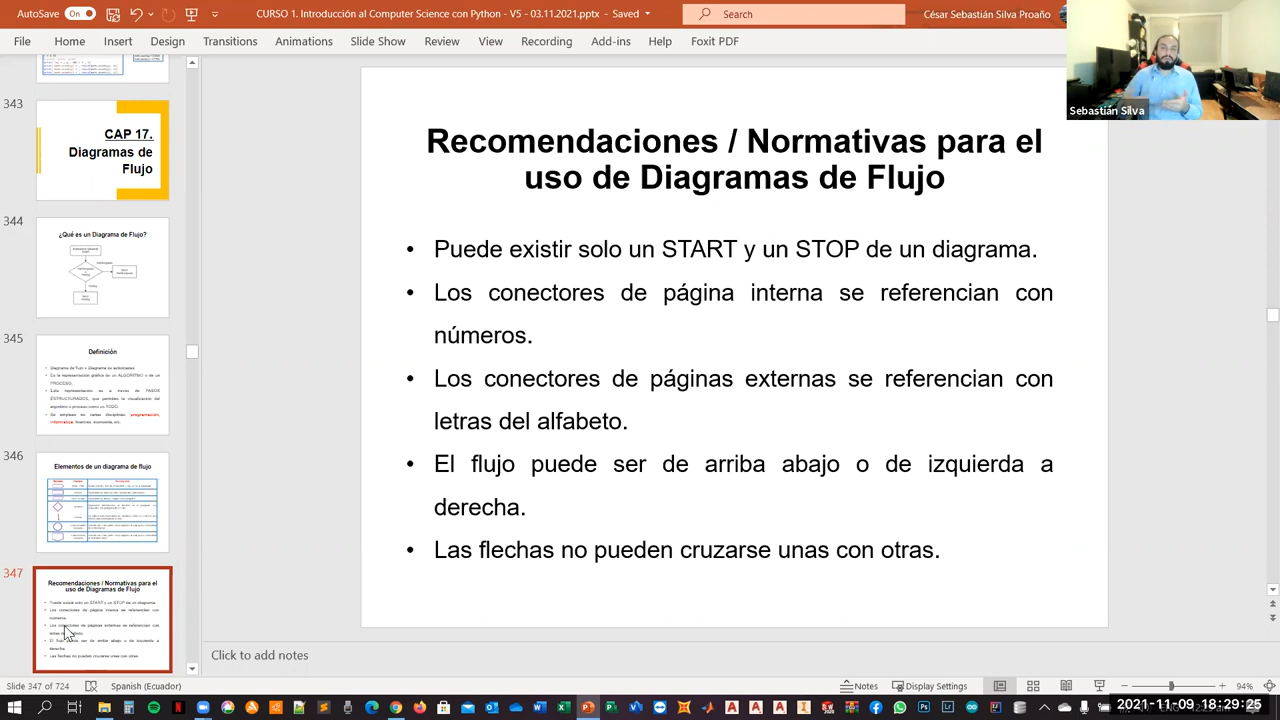 AutoSave On
CURSO 1. Introducción al Computer Science - V5 - 03.11.2021.alfabeto - S...
Search
César Sebastián Silva Proaño
File Home Insert Design Transitions Animations Slide Show Review View Recording Add-ins Help Foxit PDF
Sebastián Silva
343
CAP 17.
Diagramas de
Flujo
344
¿Qué es un Diagrama de Flujo?
345
Definición
346
Elementos de un diagrama de flujo
347
Recomendaciones / Normativas para el
uso de Diagramas de Flujo
Recomendaciones / Normativas para el
uso de Diagramas de Flujo
• Puede existir solo un START y un STOP de un diagrama.
• Los conectores de página interna se referencian con
números.
• Los conectores de páginas externas se referencian con
letras del alfabeto.
• El flujo puede ser de arriba abajo o de izquierda a
derecha.
• Las flechas no pueden cruzarse unas con otras.
Click to add notes
Slide 347 of 724 Spanish (Ecuador) Notes Display Settings 94%
2021-11-09 18:29:25